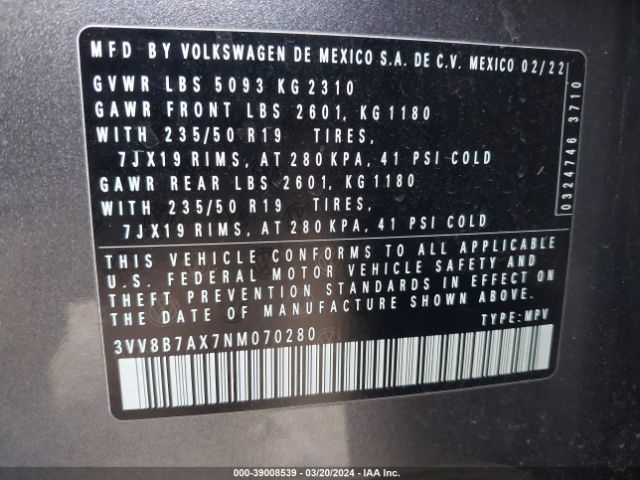 MFD BY VOLKSWAGEN DE MEXICO S.A. DE C.V. MEXICO 02/22
GVWR LBS 5093 KG 2310
GAWR FRONT LBS 2601, KG 1180
WITH 235/50 R19 TIRES,
7JX19 RIMS, AT 280 KPA, 41 PSI COLD
GAWR REAR LBS 2601, KG 1180
WITH 235/50 R19 TIRES,
7JX19 RIMS, AT 280 KPA, 41 PSI COLD
0324746 3710
THIS VEHICLE CONFORMS TO ALL APPLICABLE
U.S. FEDERAL MOTOR VEHICLE SAFETY AND
THEFT PREVENTION STANDARDS IN EFFECT ON
THE DATE OF MANUFACTURE SHOWN ABOVE.
3VV8B7AX7NM070280 TYPE: MPV
000-39008539 — 03/20/2024 — IAA Inc.